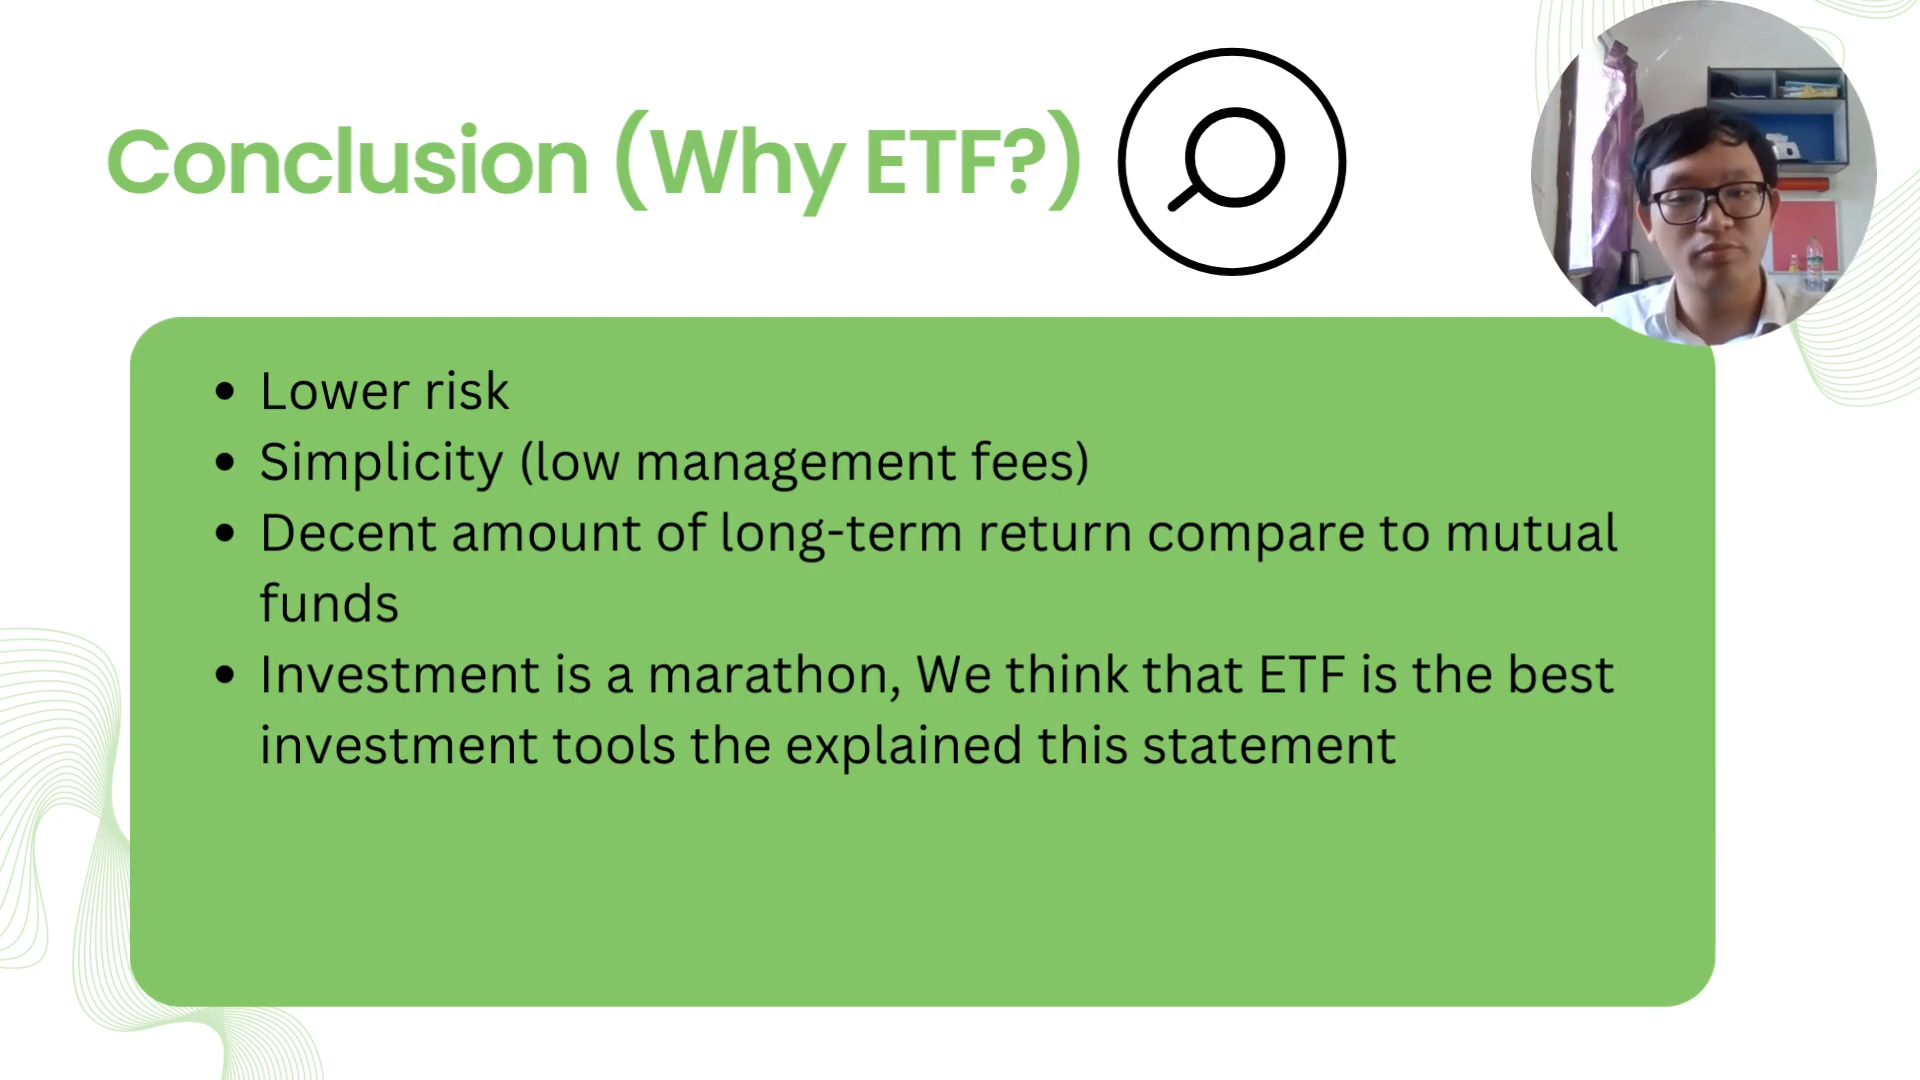 Conclusion (Why ETF?)
• Lower risk
• Simplicity (low management fees)
• Decent amount of long-term return compare to mutual
funds
• Investment is a marathon, We think that ETF is the best
investment tools the explained this statement